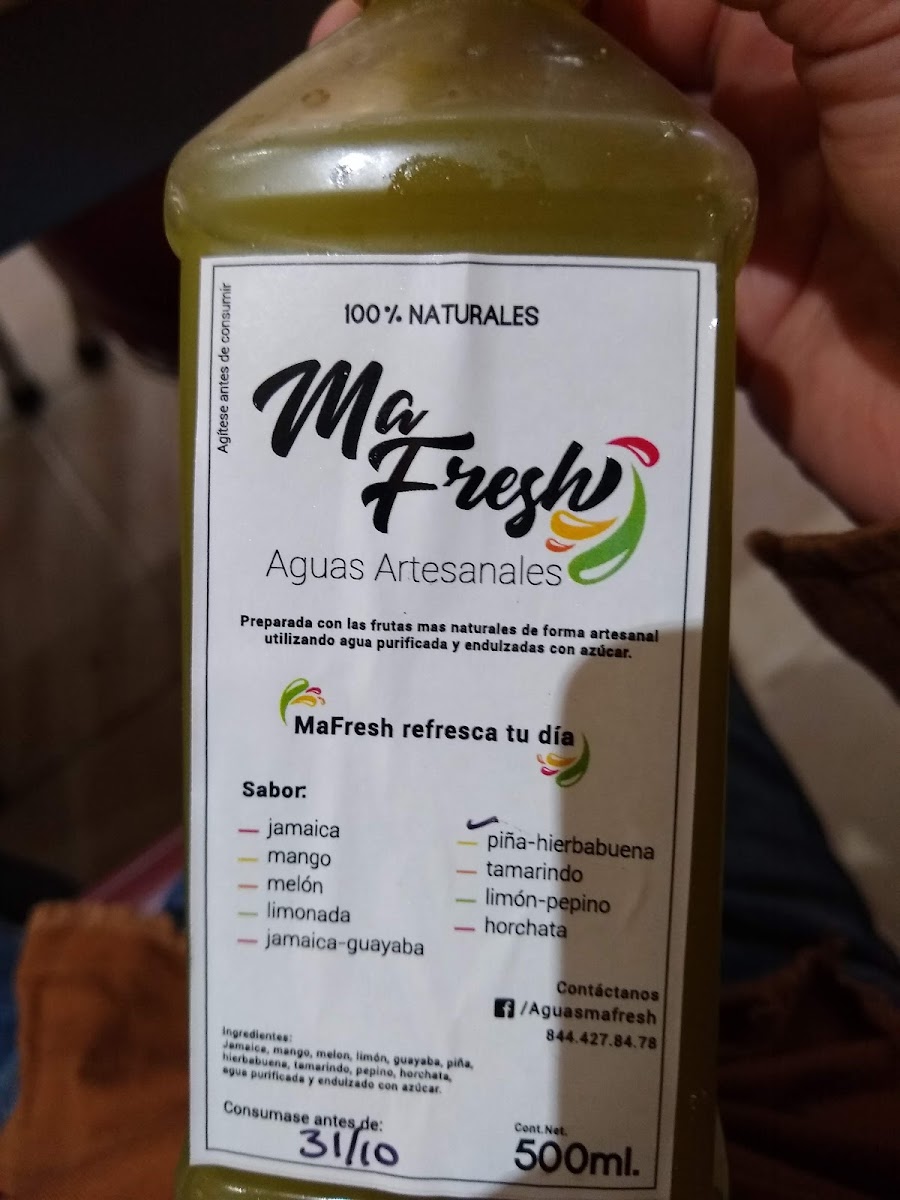 Agítese antes de consumir
100% NATURALES
Ma
Fresh
Aguas Artesanales
Preparada con las frutas mas naturales de forma artesanal
utilizando agua purificada y endulzadas con azúcar.
MaFresh refresca tu día
Sabor:
jamaica
mango
melón
limonada
jamaica-guayaba
piña-hierbabuena
tamarindo
limón-pepino
horchata
Contáctanos
/Aguasmafresh
844.427.84.78
Ingredientes:
Jamaica, mango, melon, limón, guayaba, piña,
hierbabuena, tamarindo, pepino, horchata,
agua purificada y endulzado con azúcar.
Consumase antes de:
31/10
Cont.Net.
500ml.